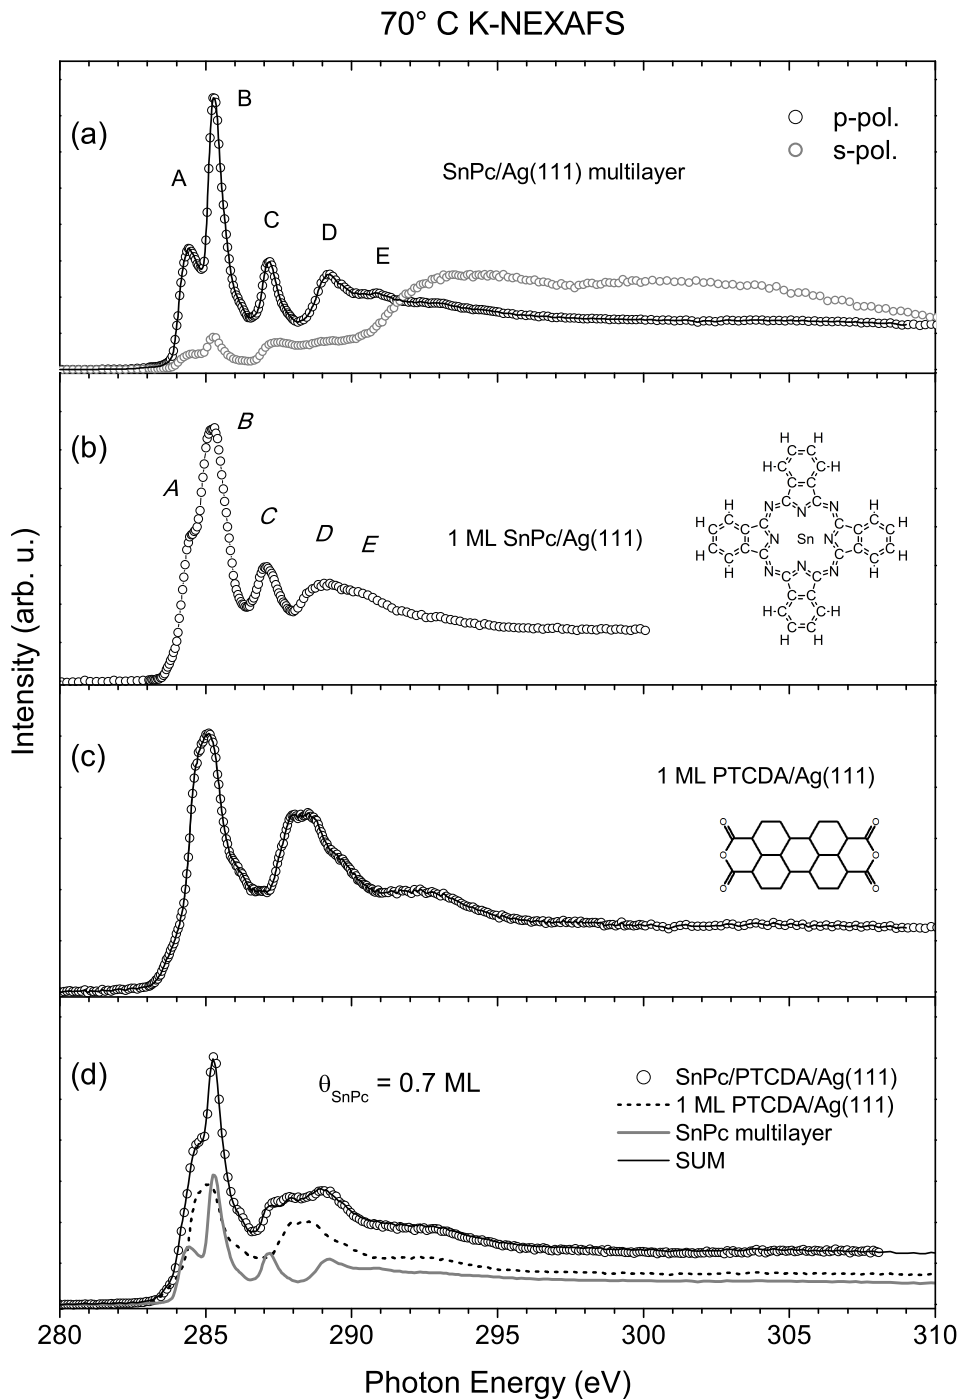 70° C K-NEXAFS
(a)
A
B
C
D
E
SnPc/Ag(111) multilayer
p-pol.
s-pol.
(b)
A
B
C
D
E
1 ML SnPc/Ag(111)
H H
H C C H
C C
C C
H C C H
H C N C N C N C H
C C C C
C C N Sn N C C
C C C C
H C N C N C N C H
H C C H
C C
H C C H
C C
H H
(c)
1 ML PTCDA/Ag(111)
O O
O O
O O
(d)
θSnPc = 0.7 ML
SnPc/PTCDA/Ag(111)
1 ML PTCDA/Ag(111)
SnPc multilayer
SUM
Intensity (arb. u.)
280 285 290 295 300 305 310
Photon Energy (eV)